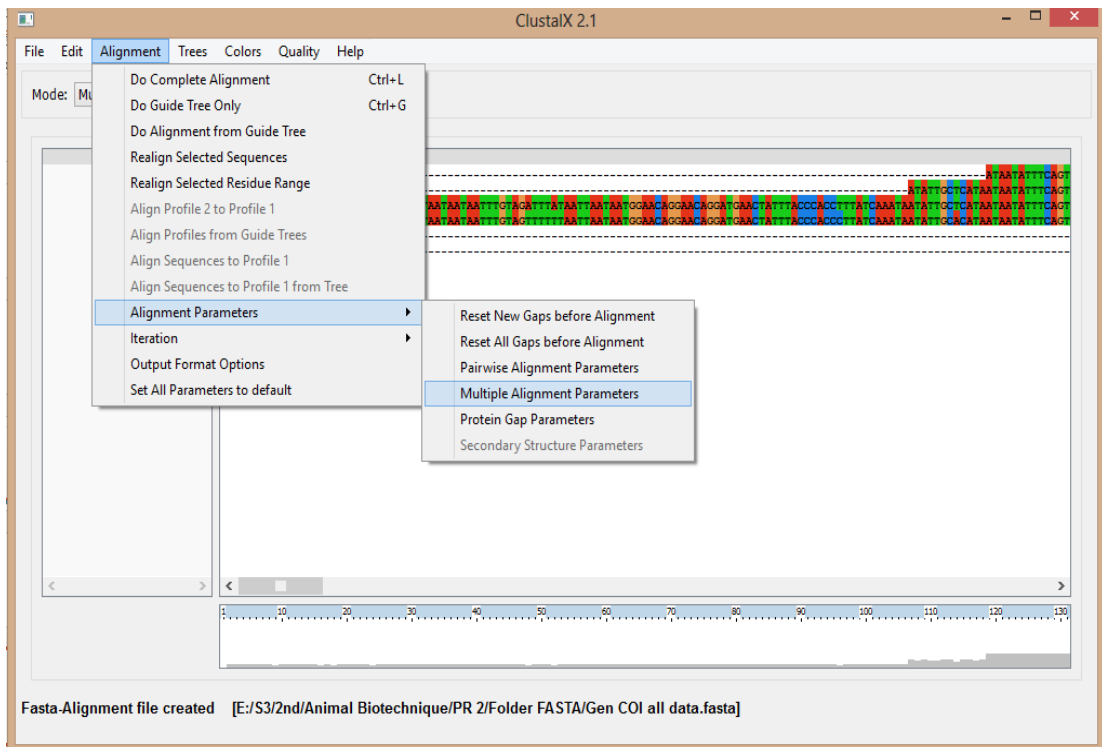 ClustalX 2.1
File Edit Alignment Trees Colors Quality Help
Mode: Mu
Do Complete Alignment Ctrl+L
Do Guide Tree Only Ctrl+G
Do Alignment from Guide Tree
Realign Selected Sequences
Realign Selected Residue Range
Align Profile 2 to Profile 1
Align Profiles from Guide Trees
Align Sequences to Profile 1
Align Sequences to Profile 1 from Tree
Alignment Parameters
Iteration
Output Format Options
Set All Parameters to default
Reset New Gaps before Alignment
Reset All Gaps before Alignment
Pairwise Alignment Parameters
Multiple Alignment Parameters
Protein Gap Parameters
Secondary Structure Parameters
ATAATATTTCAGT
ATATTGCTCATAATAATATTTCAGT
1 10 20 30 40 50 60 70 80 90 100 110 120 130
Fasta-Alignment file created [E:/S3/2nd/Animal Biotechnique/PR 2/Folder FASTA/Gen COI all data.fasta]